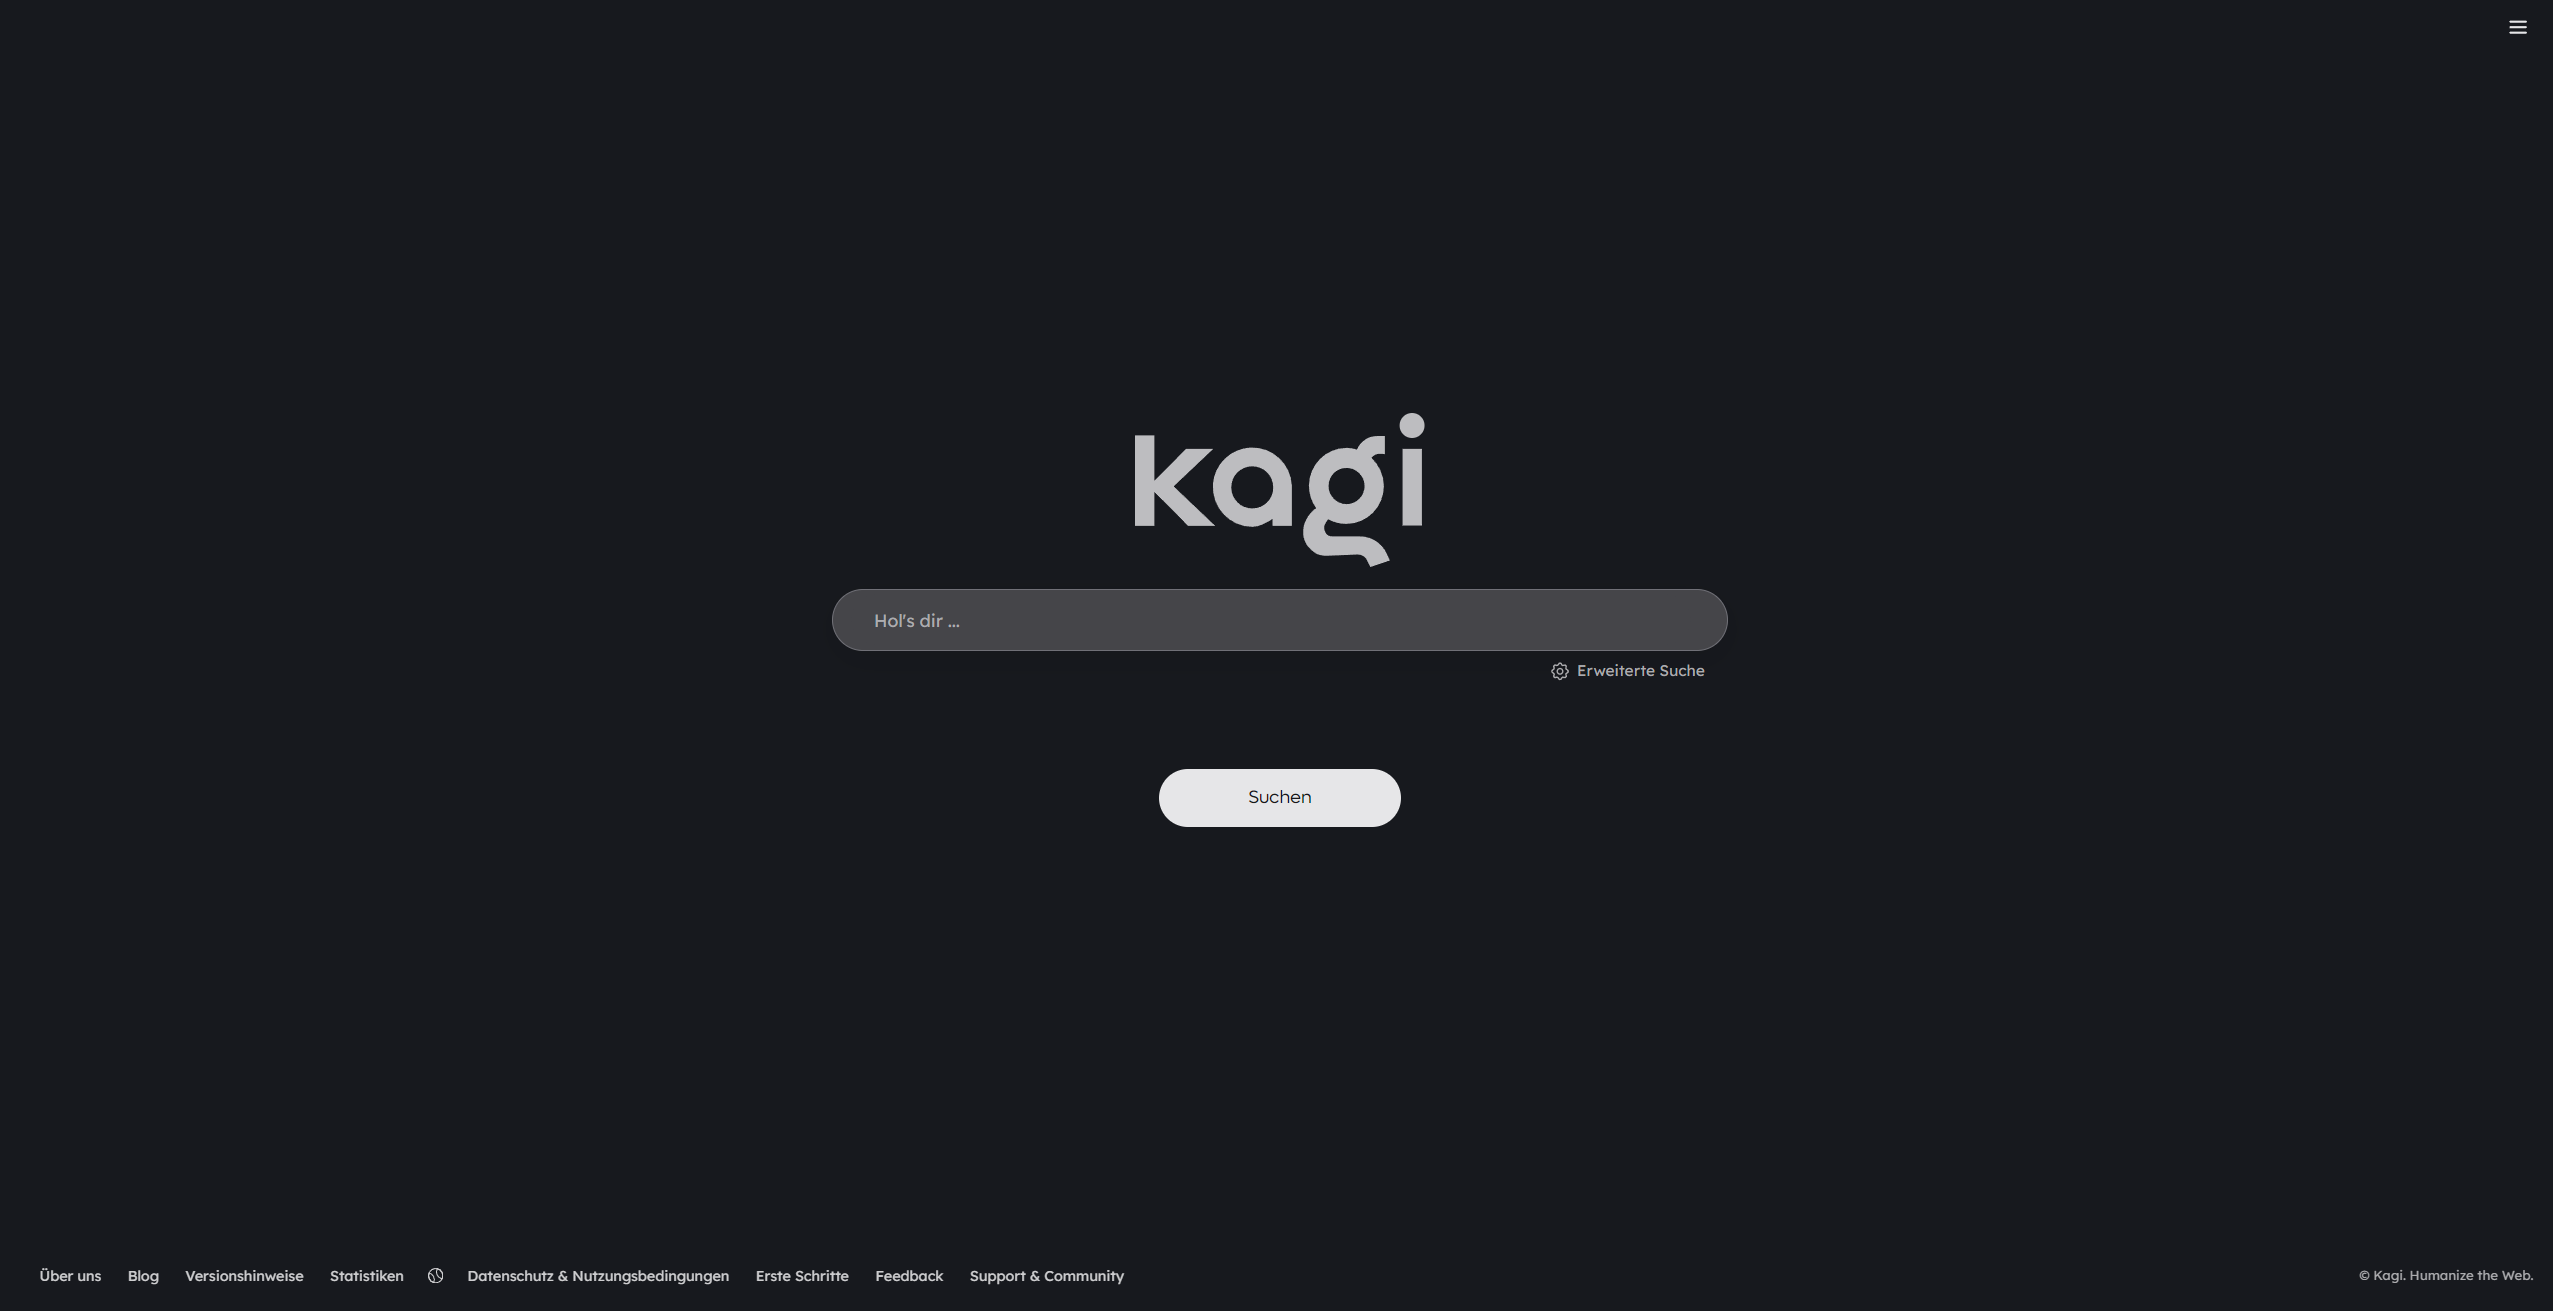 kagi
Hol's dir ...
Erweiterte Suche
Suchen
Über uns Blog Versionshinweise Statistiken Datenschutz & Nutzungsbedingungen Erste Schritte Feedback Support & Community © Kagi. Humanize the Web.